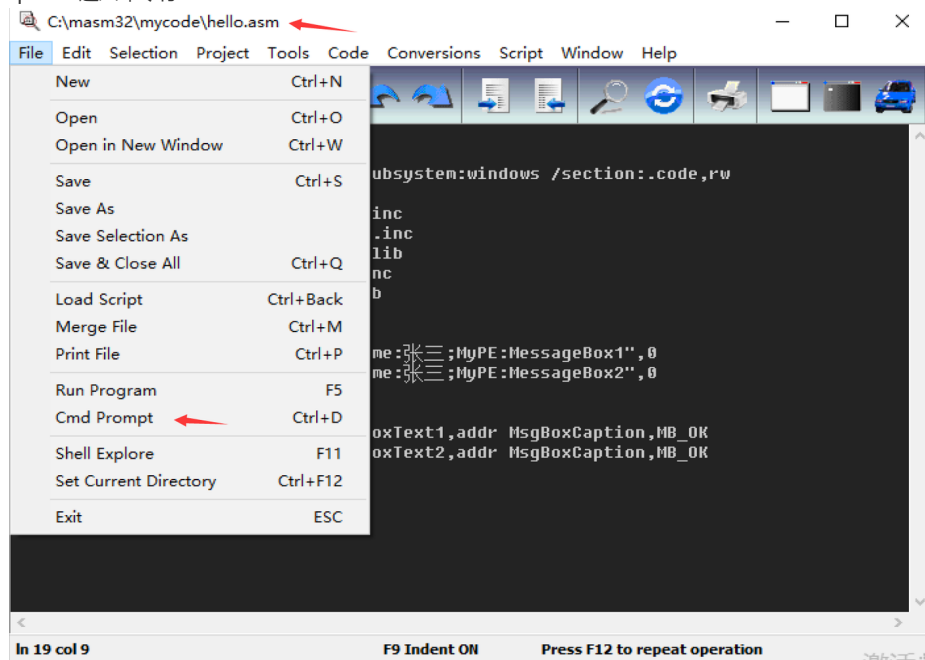 C:\masm32\mycode\hello.asm
File Edit Selection Project Tools Code Conversions Script Window Help
New Ctrl+N
Open Ctrl+O
Open in New Window Ctrl+W
Save Ctrl+S
Save As
Save Selection As
Save & Close All Ctrl+Q
Load Script Ctrl+Back
Merge File Ctrl+M
Print File Ctrl+P
Run Program F5
Cmd Prompt Ctrl+D
Shell Explore F11
Set Current Directory Ctrl+F12
Exit ESC
ubsystem:windows /section:.code,rw
inc
.inc
lib
nc
b
me:张三;MyPE:MessageBox1",0
me:张三;MyPE:MessageBox2",0
oxText1,addr MsgBoxCaption,MB_OK
oxText2,addr MsgBoxCaption,MB_OK
ln 19 col 9 F9 Indent ON Press F12 to repeat operation